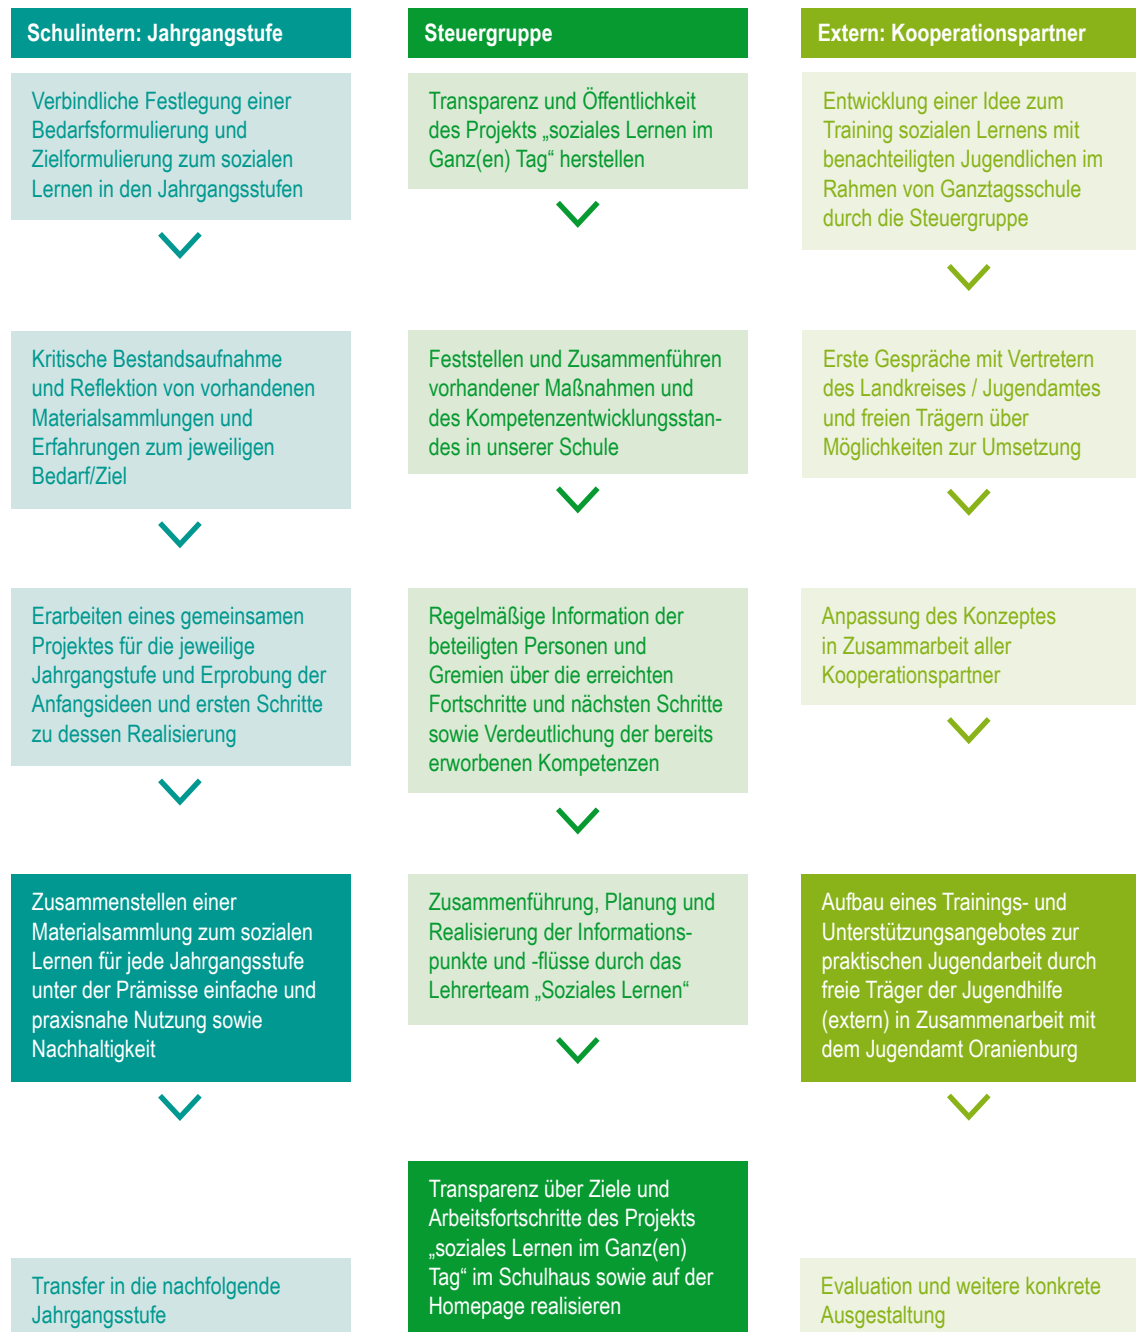 Schulintern: Jahrgangstufe
Verbindliche Festlegung einer
Bedarfsformulierung und
Zielformulierung zum sozialen
Lernen in den Jahrgangsstufen
Kritische Bestandsaufnahme
und Reflektion von vorhandenen
Materialsammlungen und
Erfahrungen zum jeweiligen
Bedarf/Ziel
Erarbeiten eines gemeinsamen
Projektes für die jeweilige
Jahrgangstufe und Erprobung der
Anfangsideen und ersten Schritte
zu dessen Realisierung
Zusammenstellen einer
Materialsammlung zum sozialen
Lernen für jede Jahrgangsstufe
unter der Prämisse einfache und
praxisnahe Nutzung sowie
Nachhaltigkeit
Transfer in die nachfolgende
Jahrgangsstufe
Steuergruppe
Transparenz und Öffentlichkeit
des Projekts „soziales Lernen im
Ganz(en) Tag“ herstellen
Feststellen und Zusammenführen
vorhandener Maßnahmen und
des Kompetenzentwicklungsstan-
des in unserer Schule
Regelmäßige Information der
beteiligten Personen und
Gremien über die erreichten
Fortschritte und nächsten Schritte
sowie Verdeutlichung der bereits
erworbenen Kompetenzen
Zusammenführung, Planung und
Realisierung der Informations-
punkte und -flüsse durch das
Lehrerteam „Soziales Lernen“
Transparenz über Ziele und
Arbeitsfortschritte des Projekts
„soziales Lernen im Ganz(en)
Tag“ im Schulhaus sowie auf der
Homepage realisieren
Extern: Kooperationspartner
Entwicklung einer Idee zum
Training sozialen Lernens mit
benachteiligten Jugendlichen im
Rahmen von Ganztagsschule
durch die Steuergruppe
Erste Gespräche mit Vertretern
des Landkreises / Jugendamtes
und freien Trägern über
Möglichkeiten zur Umsetzung
Anpassung des Konzeptes
in Zusammarbeit aller
Kooperationspartner
Aufbau eines Trainings- und
Unterstützungsangebotes zur
praktischen Jugendarbeit durch
freie Träger der Jugendhilfe
(extern) in Zusammenarbeit mit
dem Jugendamt Oranienburg
Evaluation und weitere konkrete
Ausgestaltung